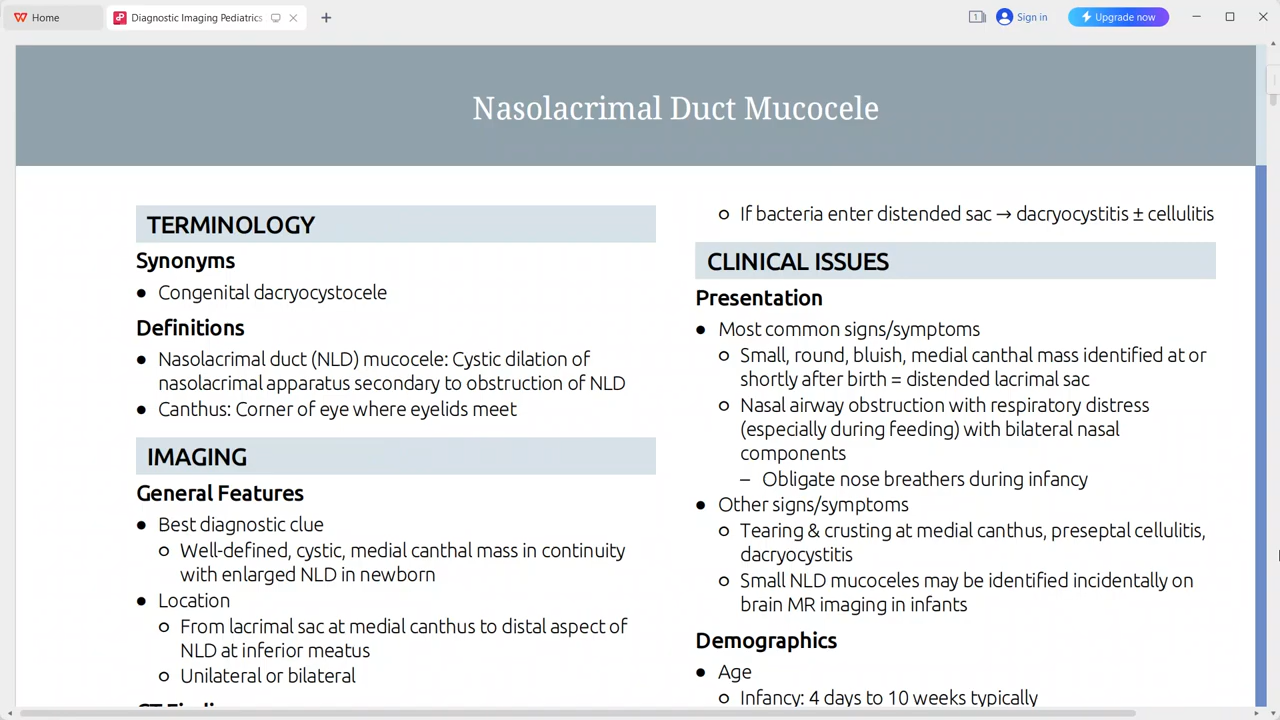 Home
Diagnostic Imaging Pediatrics
1
Sign in
Upgrade now
Nasolacrimal Duct Mucocele
TERMINOLOGY
Synonyms
● Congenital dacryocystocele
Definitions
● Nasolacrimal duct (NLD) mucocele: Cystic dilation of
nasolacrimal apparatus secondary to obstruction of NLD
● Canthus: Corner of eye where eyelids meet
IMAGING
General Features
● Best diagnostic clue
○ Well-defined, cystic, medial canthal mass in continuity
with enlarged NLD in newborn
● Location
○ From lacrimal sac at medial canthus to distal aspect of
NLD at inferior meatus
○ Unilateral or bilateral
○ If bacteria enter distended sac → dacryocystitis ± cellulitis
CLINICAL ISSUES
Presentation
● Most common signs/symptoms
○ Small, round, bluish, medial canthal mass identified at or
shortly after birth = distended lacrimal sac
○ Nasal airway obstruction with respiratory distress
(especially during feeding) with bilateral nasal
components
– Obligate nose breathers during infancy
● Other signs/symptoms
○ Tearing & crusting at medial canthus, preseptal cellulitis,
dacryocystitis
○ Small NLD mucoceles may be identified incidentally on
brain MR imaging in infants
Demographics
● Age
○ Infancy: 4 days to 10 weeks typically